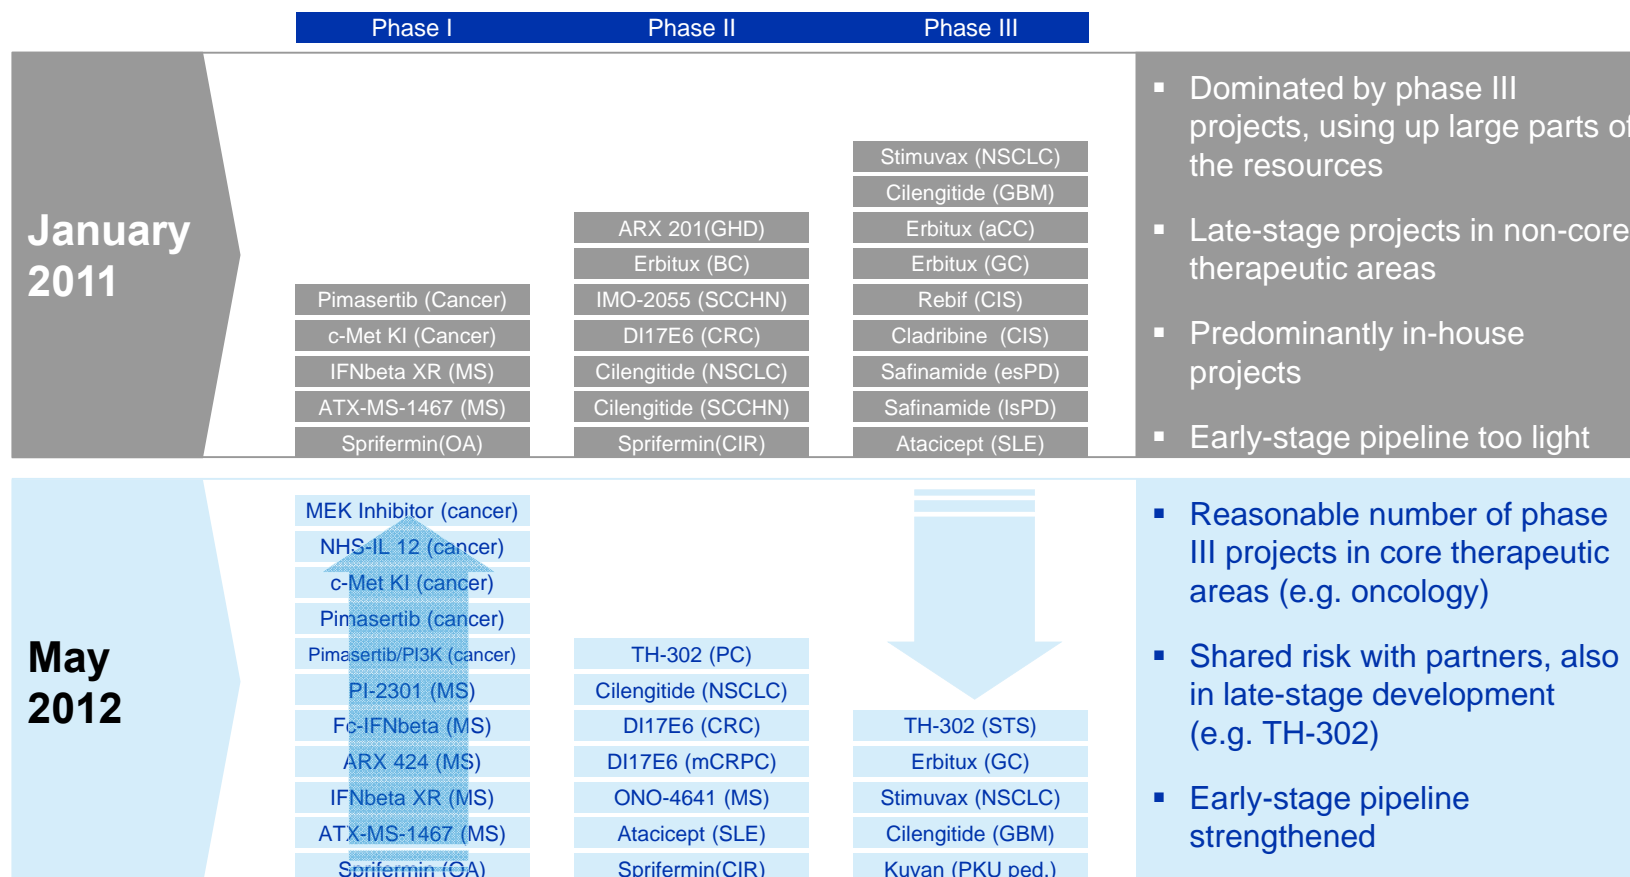 Phase I
Phase II
Phase III
January
2011
Pimasertib (Cancer)
c-Met KI (Cancer)
IFNbeta XR (MS)
ATX-MS-1467 (MS)
Sprifermin(OA)
ARX 201(GHD)
Erbitux (BC)
IMO-2055 (SCCHN)
DI17E6 (CRC)
Cilengitide (NSCLC)
Cilengitide (SCCHN)
Sprifermin(CIR)
Stimuvax (NSCLC)
Cilengitide (GBM)
Erbitux (aCC)
Erbitux (GC)
Rebif (CIS)
Cladribine (CIS)
Safinamide (esPD)
Safinamide (lsPD)
Atacicept (SLE)
▪ Dominated by phase III
projects, using up large parts of
the resources
▪ Late-stage projects in non-core
therapeutic areas
▪ Predominantly in-house
projects
▪ Early-stage pipeline too light
May
2012
MEK Inhibitor (cancer)
NHS-IL 12 (cancer)
c-Met KI (cancer)
Pimasertib (cancer)
Pimasertib/PI3K (cancer)
PI-2301 (MS)
Fc-IFNbeta (MS)
ARX 424 (MS)
IFNbeta XR (MS)
ATX-MS-1467 (MS)
Sprifermin (OA)
TH-302 (PC)
Cilengitide (NSCLC)
DI17E6 (CRC)
DI17E6 (mCRPC)
ONO-4641 (MS)
Atacicept (SLE)
Sprifermin(CIR)
TH-302 (STS)
Erbitux (GC)
Stimuvax (NSCLC)
Cilengitide (GBM)
Kuvan (PKU ped.)
▪ Reasonable number of phase
III projects in core therapeutic
areas (e.g. oncology)
▪ Shared risk with partners, also
in late-stage development
(e.g. TH-302)
▪ Early-stage pipeline
strengthened